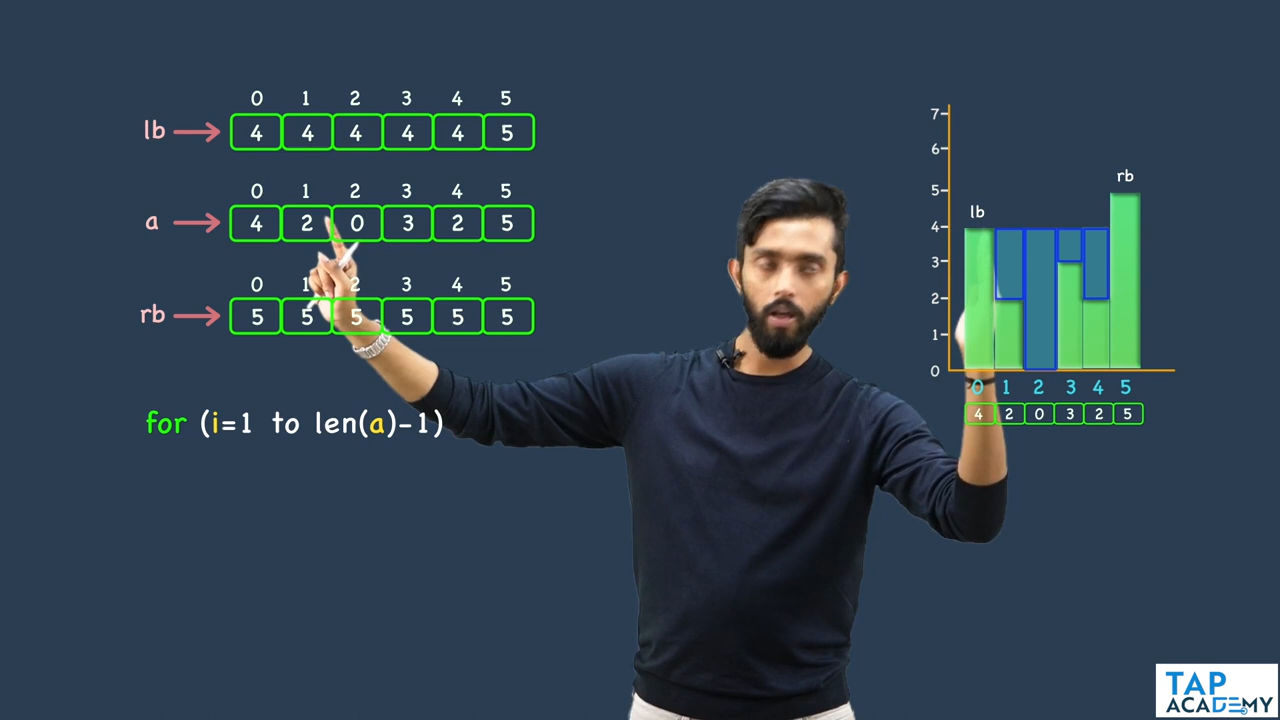 0 1 2 3 4 5
lb → 4 4 4 4 4 5
0 1 2 3 4 5
a → 4 2 0 3 2 5
0 1 2 3 4 5
rb → 5 5 5 5 5 5
for (i=1 to len(a)-1)
7
6
rb
5
lb
4
3
2
1
0
0 1 2 3 4 5
4 2 0 3 2 5
TAP
ACADEMY